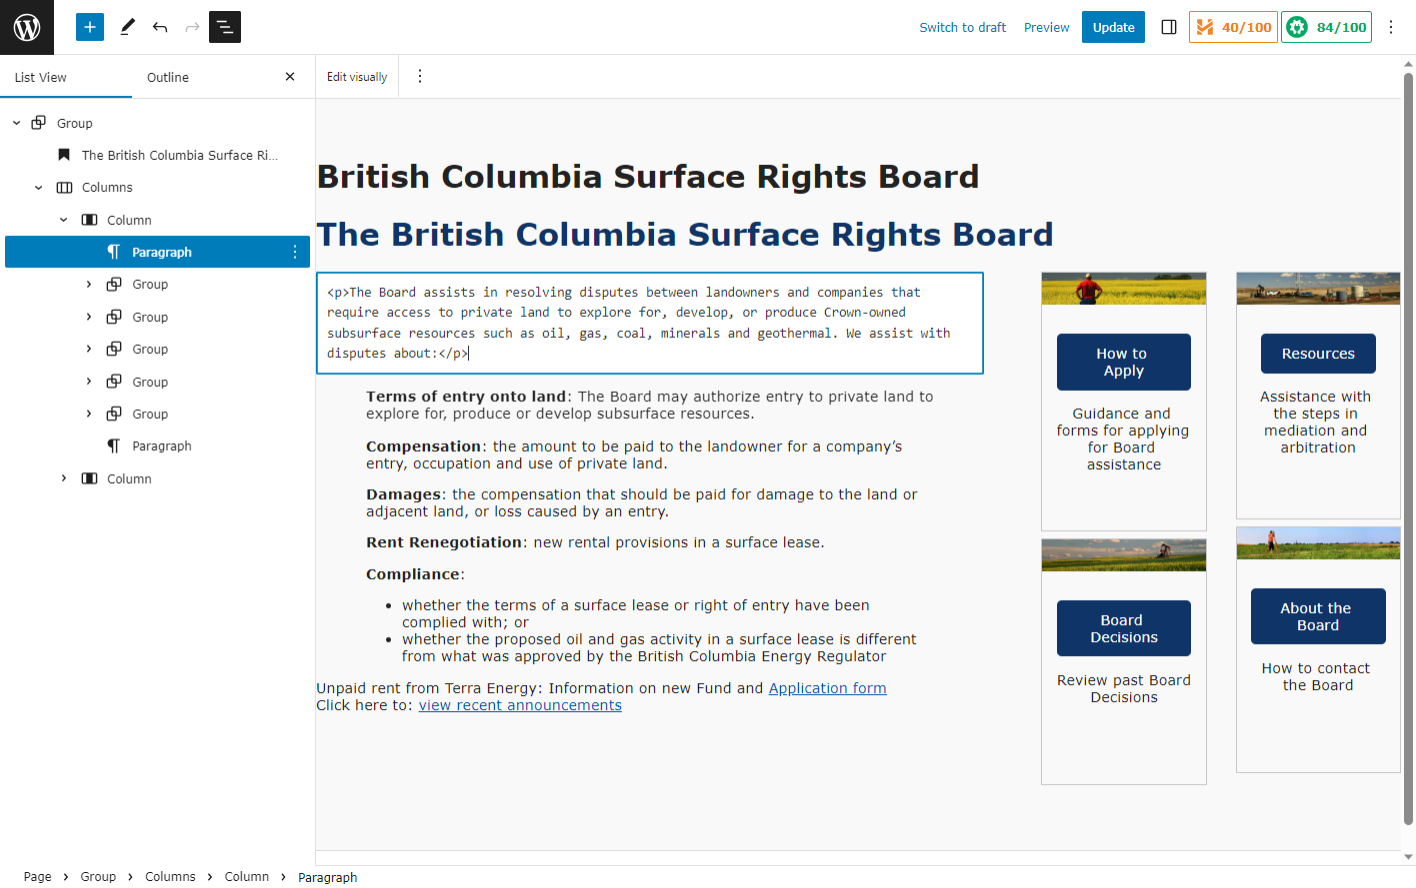 Switch to draft
Preview
Update
40/100
84/100
List View
Outline
Edit visually
Group
The British Columbia Surface Ri...
Columns
Column
Paragraph
Group
Group
Group
Group
Group
Paragraph
Column
British Columbia Surface Rights Board
The British Columbia Surface Rights Board
<p>The Board assists in resolving disputes between landowners and companies that
require access to private land to explore for, develop, or produce Crown-owned
subsurface resources such as oil, gas, coal, minerals and geothermal. We assist with
disputes about:</p>
Terms of entry onto land: The Board may authorize entry to private land to
explore for, produce or develop subsurface resources.
Compensation: the amount to be paid to the landowner for a company’s
entry, occupation and use of private land.
Damages: the compensation that should be paid for damage to the land or
adjacent land, or loss caused by an entry.
Rent Renegotiation: new rental provisions in a surface lease.
Compliance:
• whether the terms of a surface lease or right of entry have been
complied with; or
• whether the proposed oil and gas activity in a surface lease is different
from what was approved by the British Columbia Energy Regulator
Unpaid rent from Terra Energy: Information on new Fund and Application form
Click here to: view recent announcements
How to
Apply
Guidance and
forms for applying
for Board
assistance
Resources
Assistance with
the steps in
mediation and
arbitration
Board
Decisions
Review past Board
Decisions
About the
Board
How to contact
the Board
Page > Group > Columns > Column > Paragraph